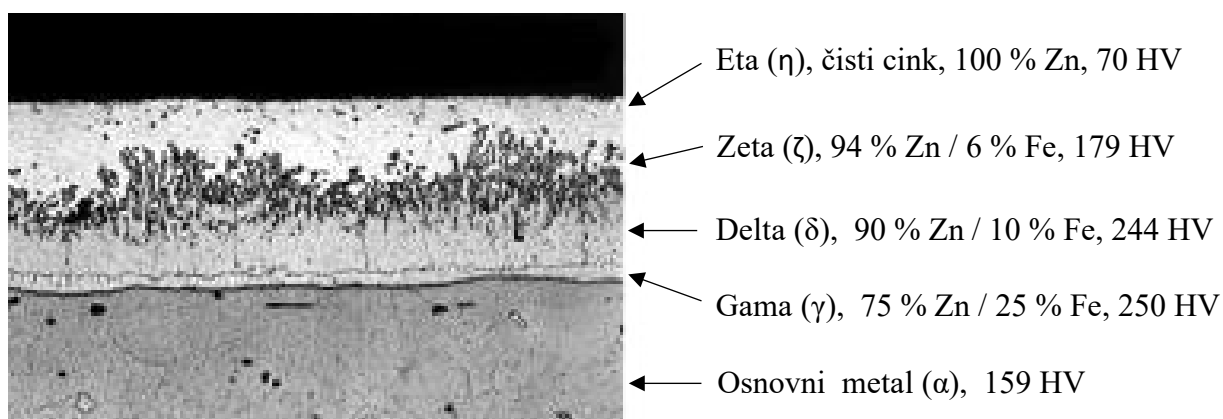 Eta (η), čisti cink, 100 % Zn, 70 HV
Zeta (ζ), 94 % Zn / 6 % Fe, 179 HV
Delta (δ), 90 % Zn / 10 % Fe, 244 HV
Gama (γ), 75 % Zn / 25 % Fe, 250 HV
Osnovni metal (α), 159 HV